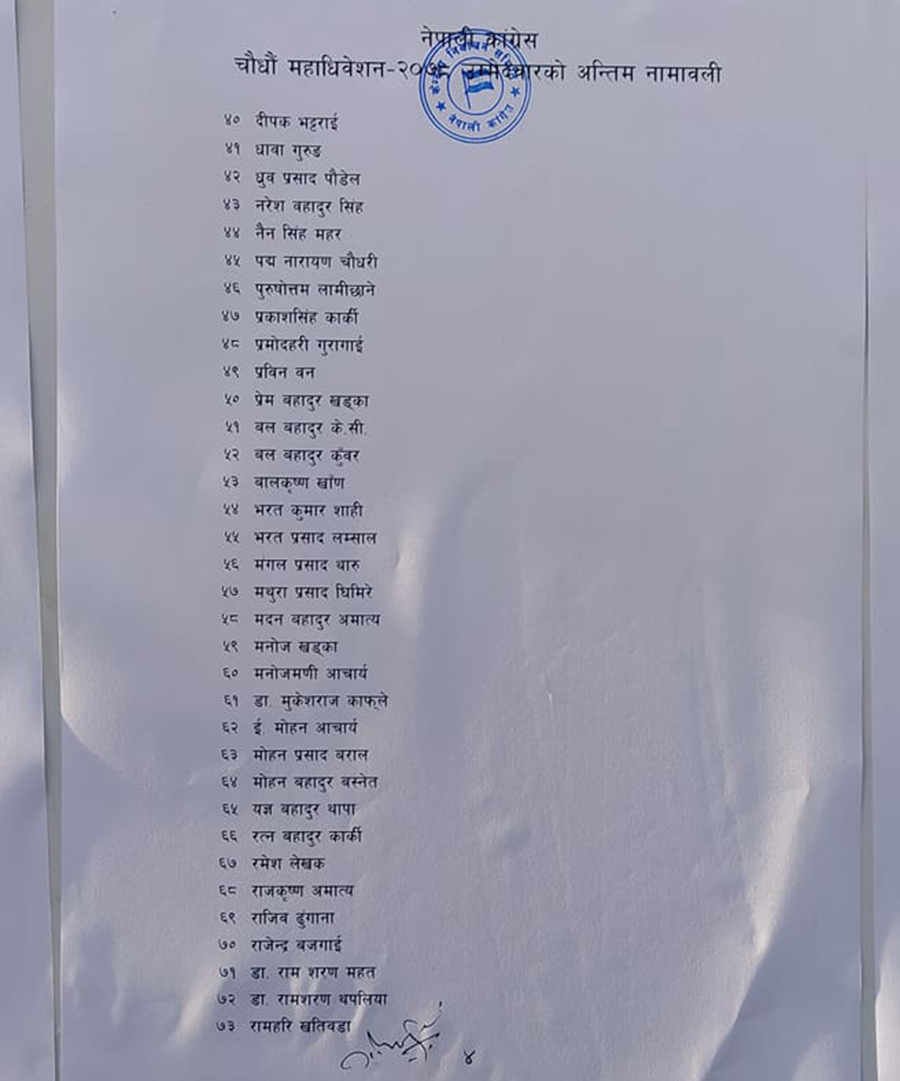 नेपाली कांग्रेस
चौधौं महाधिवेशन-२०७८ उम्मेदवारको अन्तिम नामावली
केन्द्रीय निर्वाचन समिति
नेपाली कांग्रेस
४० दीपक भट्टराई
४१ धावा गुरुङ
४२ ध्रुव प्रसाद पौडेल
४३ नरेश बहादुर सिंह
४४ नैन सिंह महर
४५ पद्म नारायण चौधरी
४६ पुरुषोत्तम लामीछाने
४७ प्रकाशसिंह कार्की
४८ प्रमोदहरी गुरागाई
४९ प्रविन बन
५० प्रेम बहादुर खड्का
५१ बल बहादुर के.सी.
५२ बल बहादुर कुँवर
५३ बालकृष्ण खाँण
५४ भरत कुमार शाही
५५ भरत प्रसाद लम्साल
५६ मंगल प्रसाद थारु
५७ मथुरा प्रसाद घिमिरे
५८ मदन बहादुर अमात्य
५९ मनोज खड्का
६० मनोजमणी आचार्य
६१ डा. मुकेशराज काफ्ले
६२ ई. मोहन आचार्य
६३ मोहन प्रसाद बराल
६४ मोहन बहादुर बस्नेत
६५ यज्ञ बहादुर थापा
६६ रत्न बहादुर कार्की
६७ रमेश लेखक
६८ राजकृष्ण अमात्य
६९ राजिव ढुंगाना
७० राजेन्द्र बजगाई
७१ डा. राम शरण महत
७२ डा. रामशरण थपलिया
७३ रामहरि खतिवडा
४